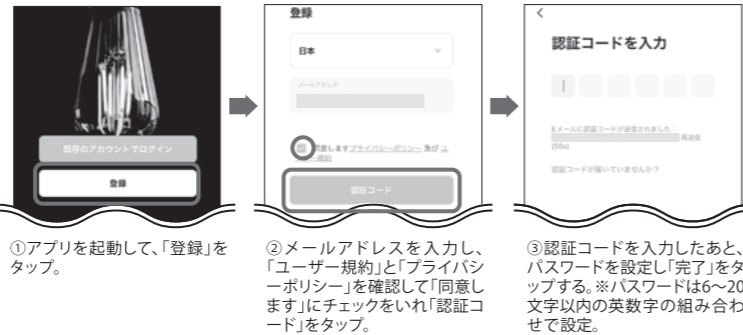 既存のアカウントでログイン
登録
①アプリを起動して、「登録」を
タップ。
登録
日本
メールアドレス
同意しますプライバシーポリシー 及び ユ
規約
認証コード
②メールアドレスを入力し、
「ユーザー規約」と「プライバシ
ーポリシー」を確認して「同意し
ます」にチェックをいれ「認証コ
ード」をタップ。
認証コードを入力
Eメールに認証コードが送信されました：
再送信
(55s)
認証コードが届いていませんか？
③認証コードを入力したあと、
パスワードを設定し「完了」をタ
ップする。※パスワードは6～20
文字以内の英数字の組み合わ
せで設定。